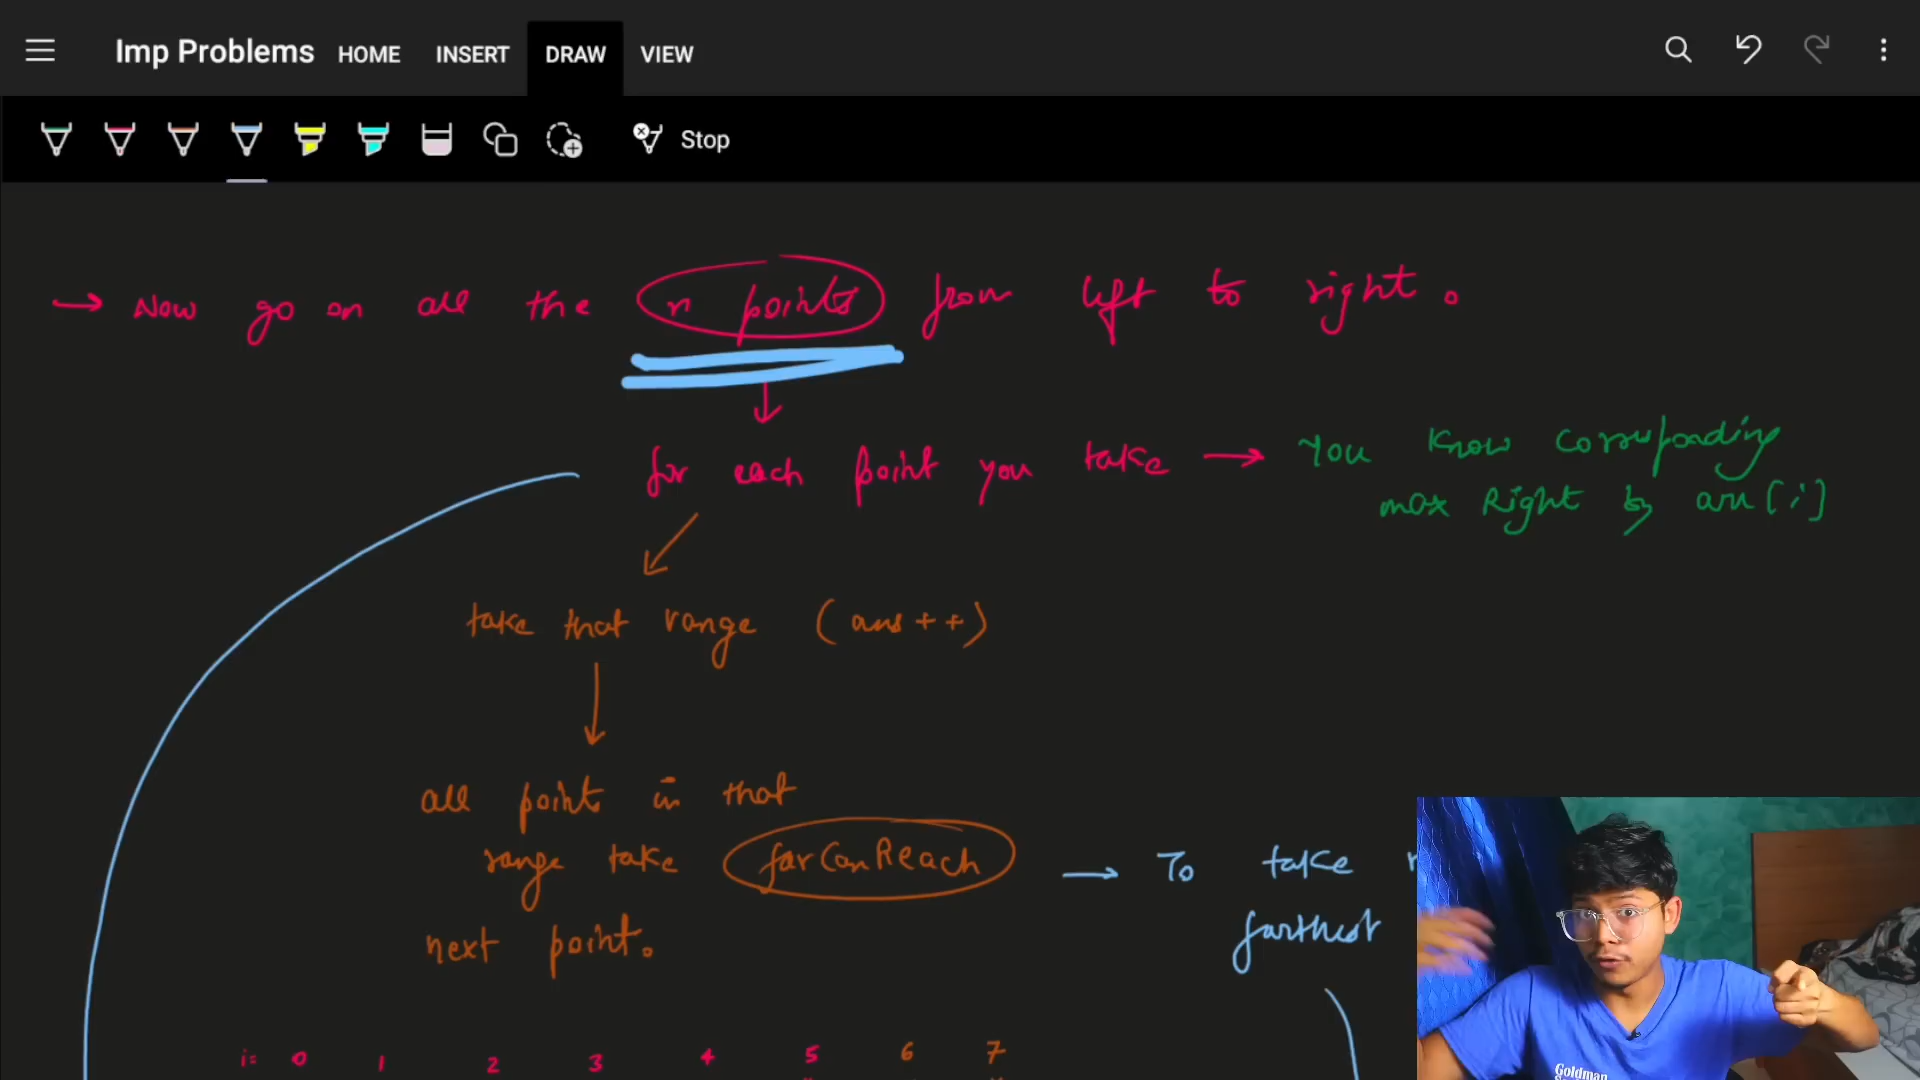 Imp Problems HOME INSERT DRAW VIEW
Stop
→ Now go on all the n points from left to right.
for each point you take → You know corresponding
max Right by arr[i]
take that range (ans++)
all points in that
range take farCanReach → To take
next point.
farthest
i= 0 1 2 3 4 5 6 7
Goldman